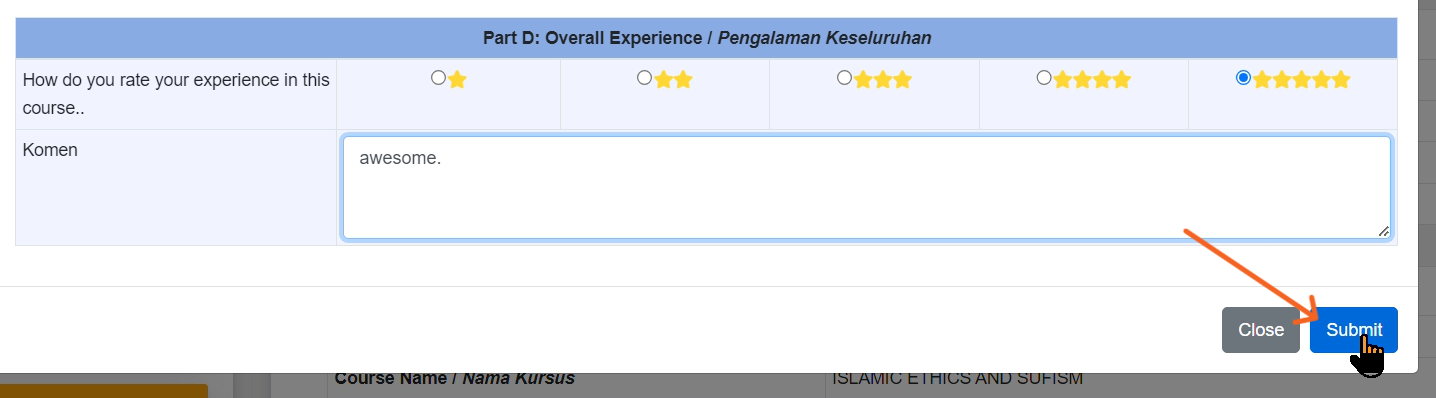 Part D: Overall Experience / Pengalaman Keseluruhan
How do you rate your experience in this
course..
Komen
awesome.
Close
Submit
Course Name / Nama Kursus
ISLAMIC ETHICS AND SUFISM